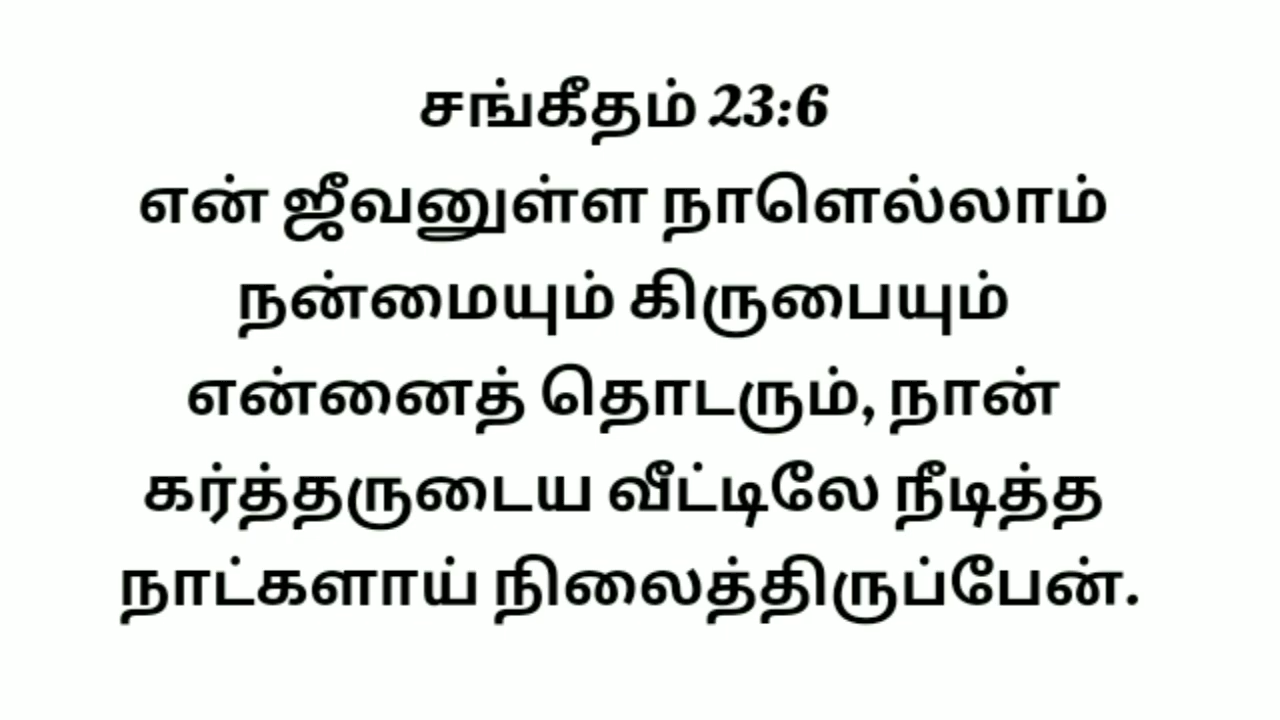 சங்கீதம் 23:6
என் ஜீவனுள்ள நாளெல்லாம்
நன்மையும் கிருபையும்
என்னைத் தொடரும், நான்
கர்த்தருடைய வீட்டிலே நீடித்த
நாட்களாய் நிலைத்திருப்பேன்.